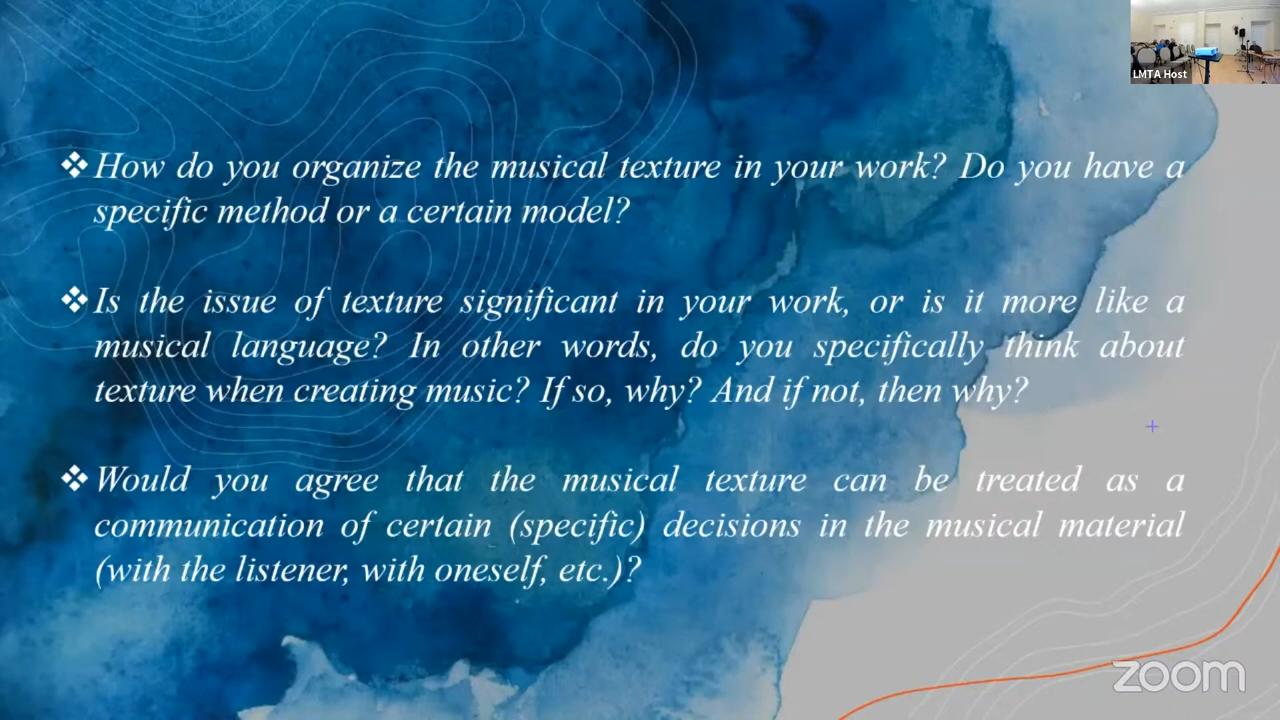 LMTA Host
❖ How do you organize the musical texture in your work? Do you have a
specific method or a certain model?
❖ Is the issue of texture significant in your work, or is it more like a
musical language? In other words, do you specifically think about
texture when creating music? If so, why? And if not, then why?
❖ Would you agree that the musical texture can be treated as a
communication of certain (specific) decisions in the musical material
(with the listener, with oneself, etc.)?
zoom